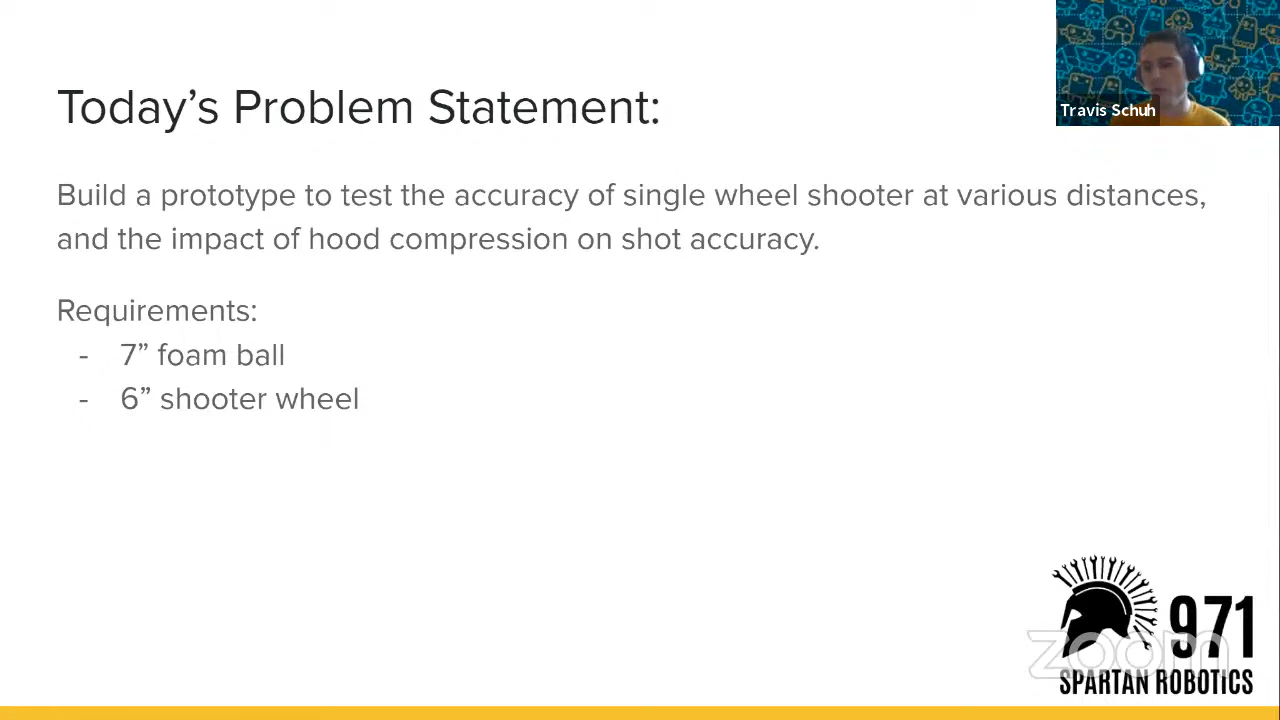 Today’s Problem Statement:
Travis Schuh
Build a prototype to test the accuracy of single wheel shooter at various distances,
and the impact of hood compression on shot accuracy.
Requirements:
- 7” foam ball
- 6” shooter wheel
971
zoom
SPARTAN ROBOTICS